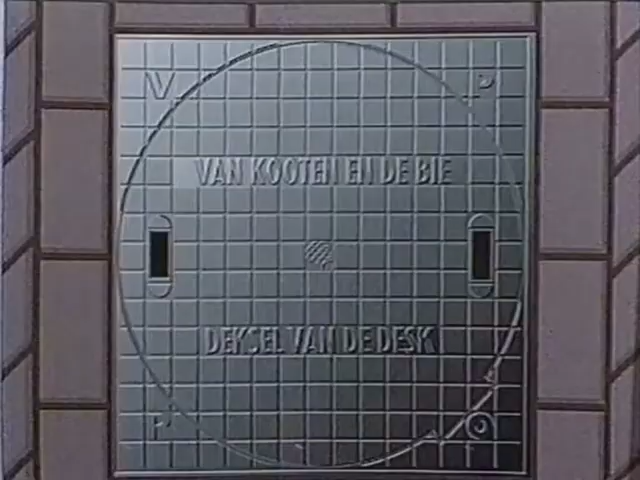 V P
VAN KOOTEN EN DE BIE
DEKSEL VAN DE DESK
R O